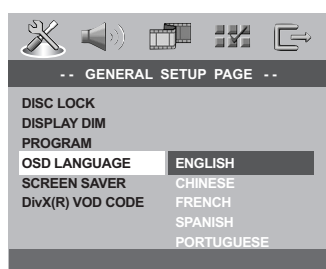 -- GENERAL SETUP PAGE --
DISC LOCK
DISPLAY DIM
PROGRAM
OSD LANGUAGE ENGLISH
SCREEN SAVER CHINESE
DivX(R) VOD CODE FRENCH
SPANISH
PORTUGUESE